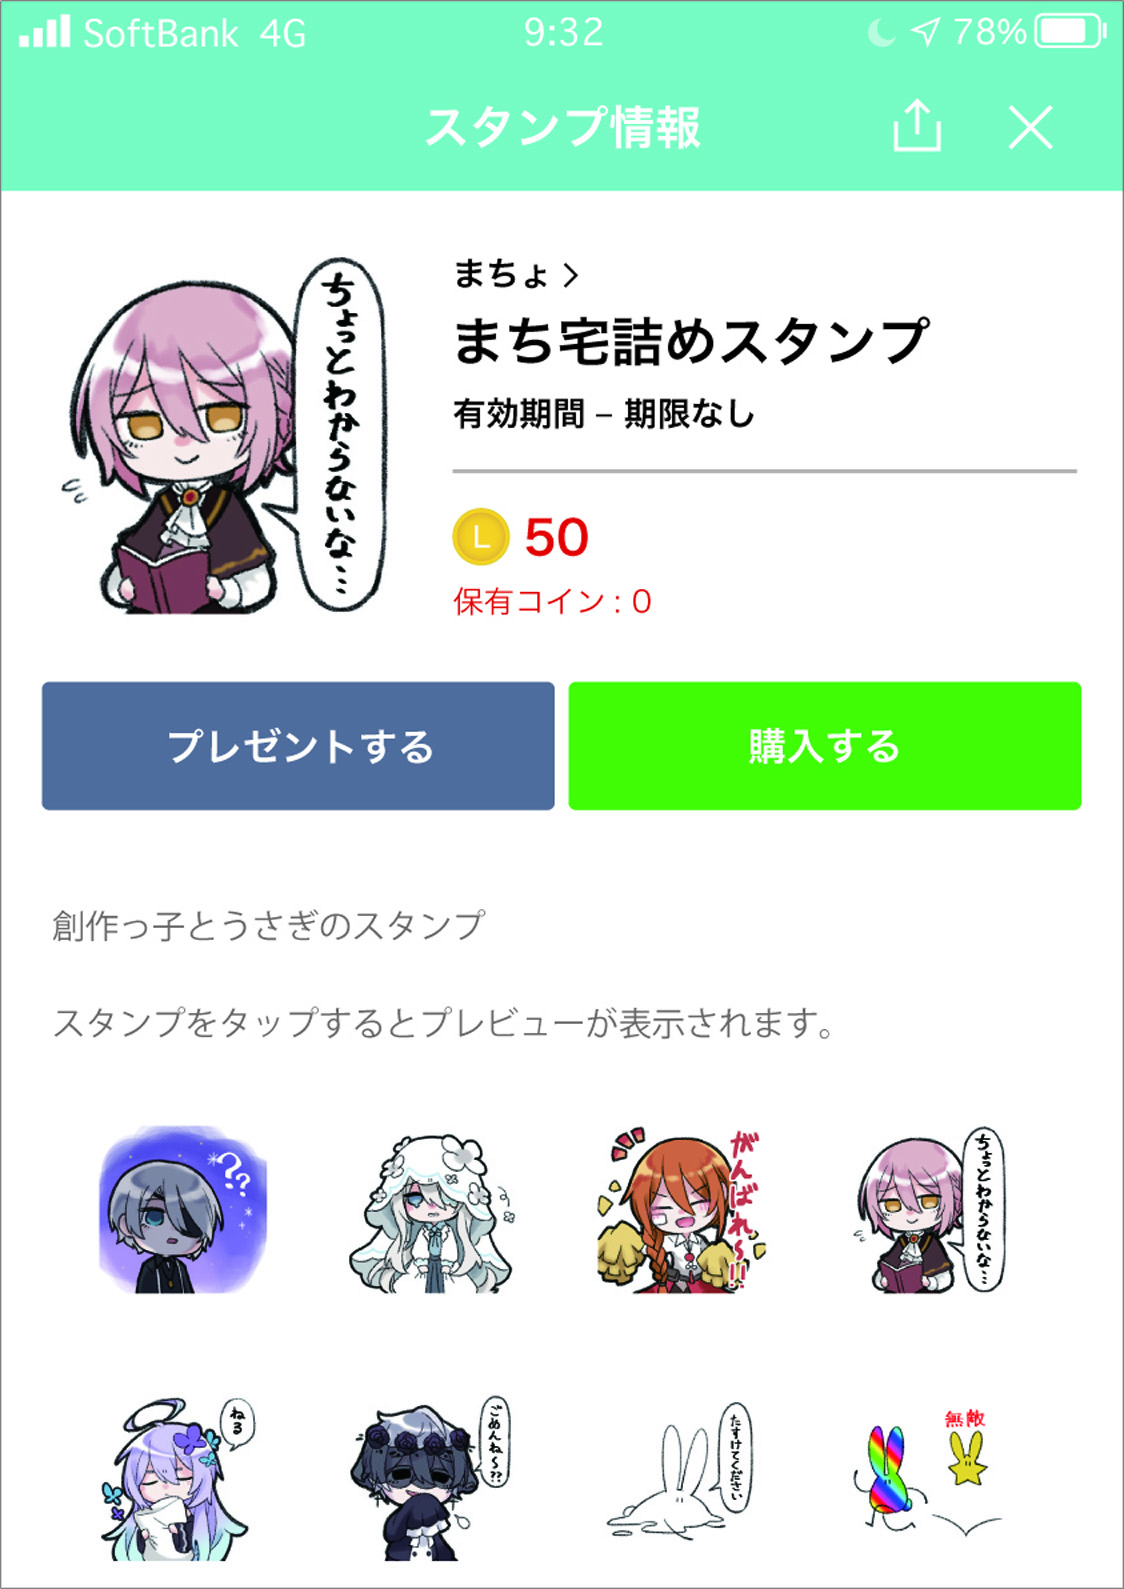 SoftBank 4G 9:32 78%
スタンプ情報
まちょ >
まち宅詰めスタンプ
有効期間 – 期限なし
L 50
保有コイン : 0
ちょっとわからないな…
プレゼントする
購入する
創作っ子とうさぎのスタンプ
スタンプをタップするとプレビューが表示されます。
??
がんばれ〜!!
ちょっとわからないな…
ねる
ごめんね〜??
たすけてください
無敵